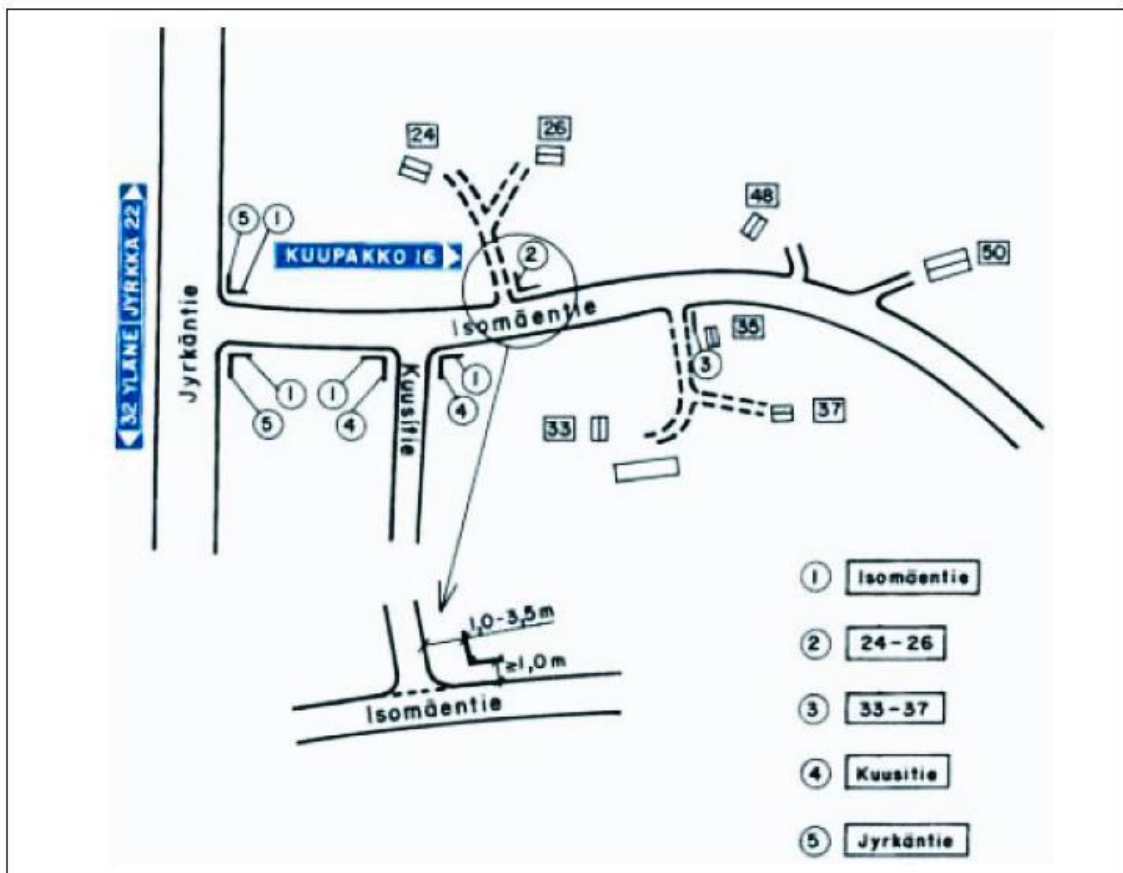 24
26
48
50
5
1
KUUPAKKO 16
2
32 YLÄNE JYRKKÄ 22
Jyrkäntie
Isomäentie
35
3
1
1
1
5
4
4
Kuusitie
33
37
1,0-3,5m
≥1,0m
Isomäentie
1 Isomäentie
2 24-26
3 33-37
4 Kuusitie
5 Jyrkäntie